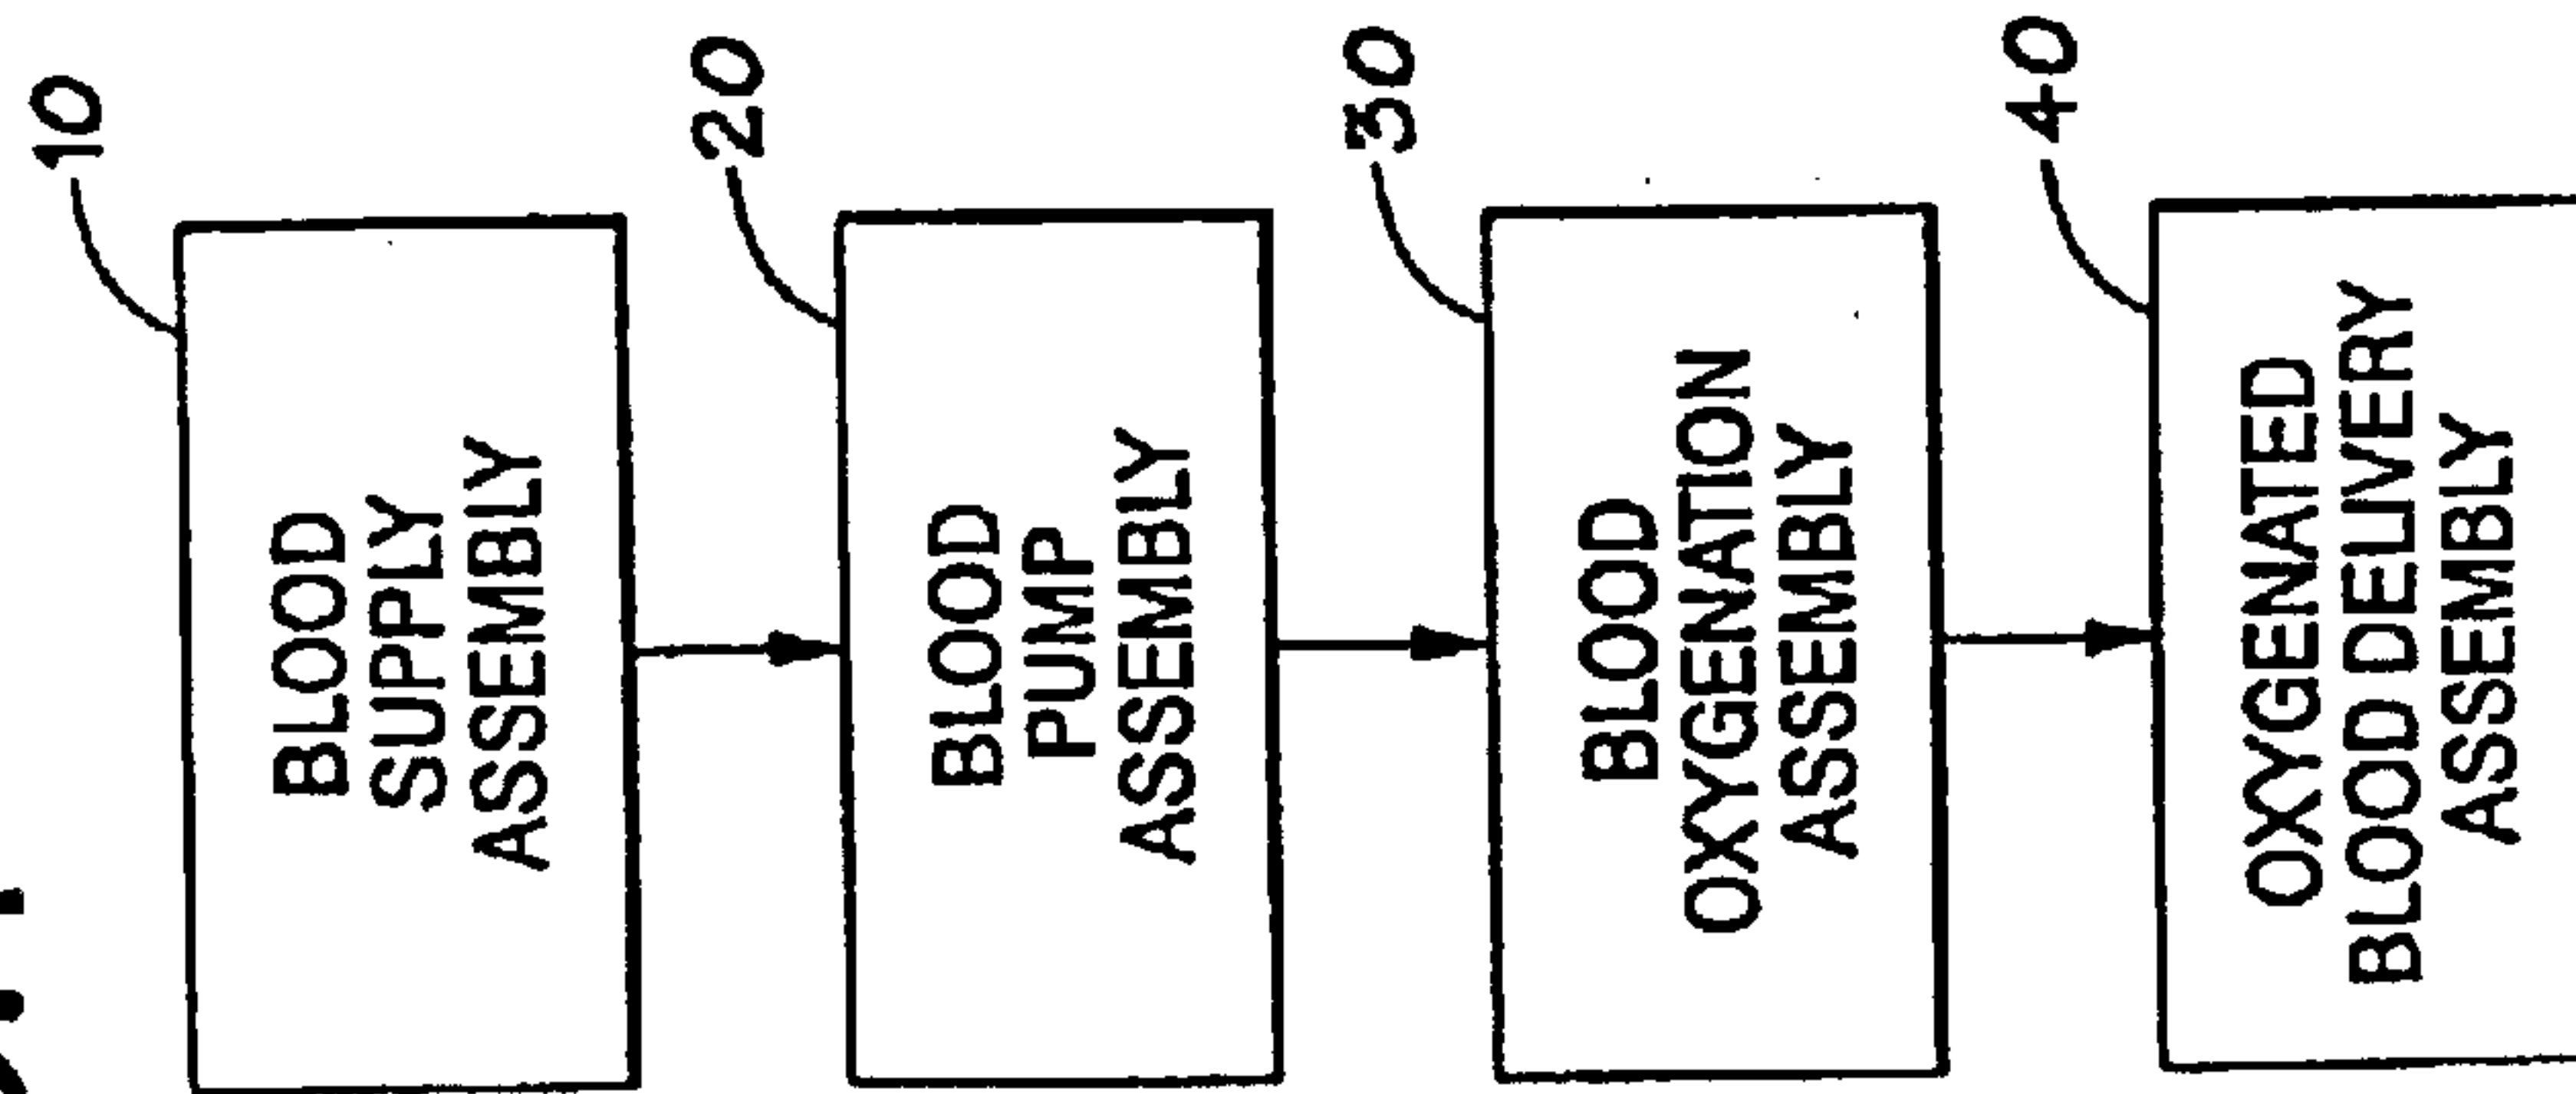 10
BLOOD
SUPPLY
ASSEMBLY
20
BLOOD
PUMP
ASSEMBLY
30
BLOOD
OXYGENATION
ASSEMBLY
40
OXYGENATED
BLOOD DELIVERY
ASSEMBLY